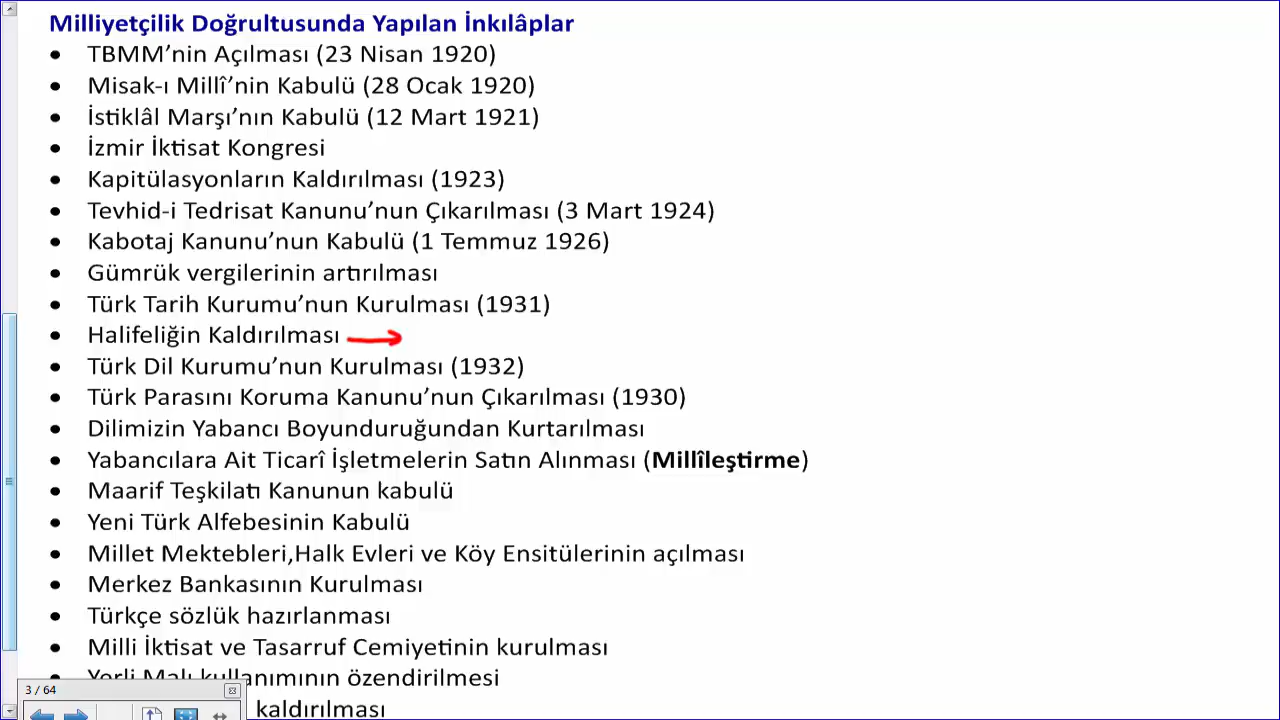 Milliyetçilik Doğrultusunda Yapılan İnkılâplar
• TBMM’nin Açılması (23 Nisan 1920)
• Misak-ı Millî’nin Kabulü (28 Ocak 1920)
• İstiklâl Marşı’nın Kabulü (12 Mart 1921)
• İzmir İktisat Kongresi
• Kapitülasyonların Kaldırılması (1923)
• Tevhid-i Tedrisat Kanunu’nun Çıkarılması (3 Mart 1924)
• Kabotaj Kanunu’nun Kabulü (1 Temmuz 1926)
• Gümrük vergilerinin artırılması
• Türk Tarih Kurumu’nun Kurulması (1931)
• Halifeliğin Kaldırılması
• Türk Dil Kurumu’nun Kurulması (1932)
• Türk Parasını Koruma Kanunu’nun Çıkarılması (1930)
• Dilimizin Yabancı Boyunduruğundan Kurtarılması
• Yabancılara Ait Ticarî İşletmelerin Satın Alınması (Millîleştirme)
• Maarif Teşkilatı Kanunun kabulü
• Yeni Türk Alfebesinin Kabulü
• Millet Mektebleri,Halk Evleri ve Köy Ensitülerinin açılması
• Merkez Bankasının Kurulması
• Türkçe sözlük hazırlanması
• Milli İktisat ve Tasarruf Cemiyetinin kurulması
• Yerli Malı kullanımının özendirilmesi
3 / 64
kaldırılması